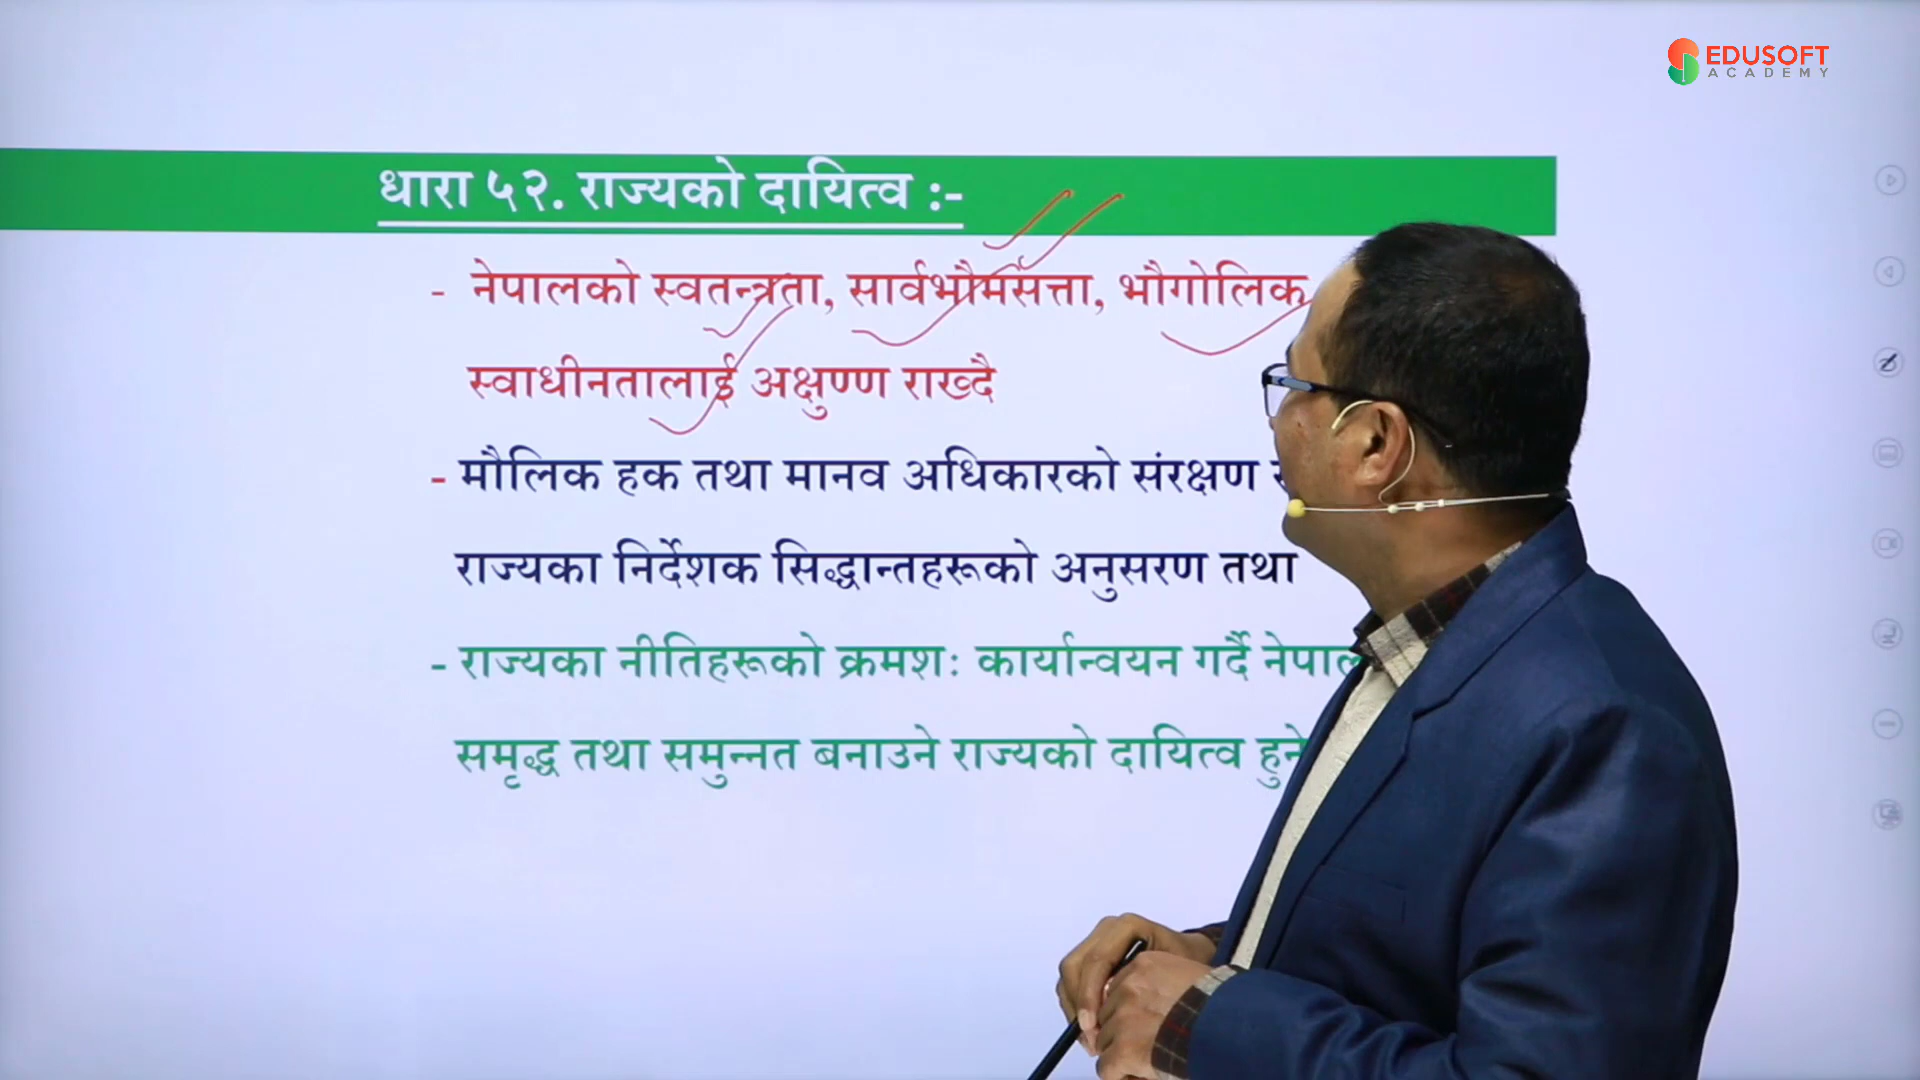 EDUSOFT
ACADEMY
धारा ५२. राज्यको दायित्व :-
- नेपालको स्वतन्त्रता, सार्वभौमसत्ता, भौगोलिक
स्वाधीनतालाई अक्षुण्ण राख्दै
- मौलिक हक तथा मानव अधिकारको संरक्षण
राज्यका निर्देशक सिद्धान्तहरूको अनुसरण तथा
- राज्यका नीतिहरूको क्रमशः कार्यान्वयन गर्दै नेपाल
समृद्ध तथा समुन्नत बनाउने राज्यको दायित्व हुने